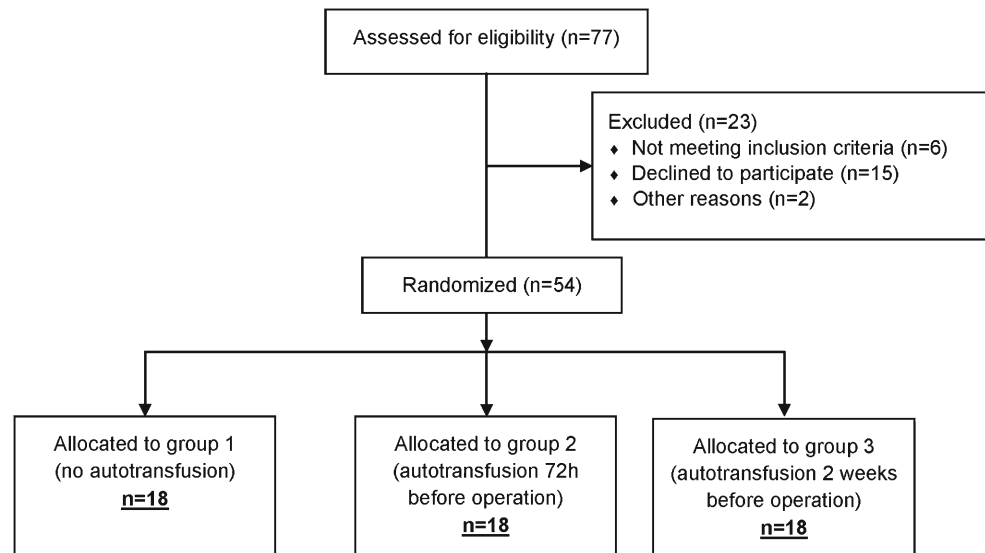 Assessed for eligibility (n=77)
Excluded (n=23)
♦ Not meeting inclusion criteria (n=6)
♦ Declined to participate (n=15)
♦ Other reasons (n=2)
Randomized (n=54)
Allocated to group 1
(no autotransfusion)
n=18
Allocated to group 2
(autotransfusion 72h
before operation)
n=18
Allocated to group 3
(autotransfusion 2 weeks
before operation)
n=18